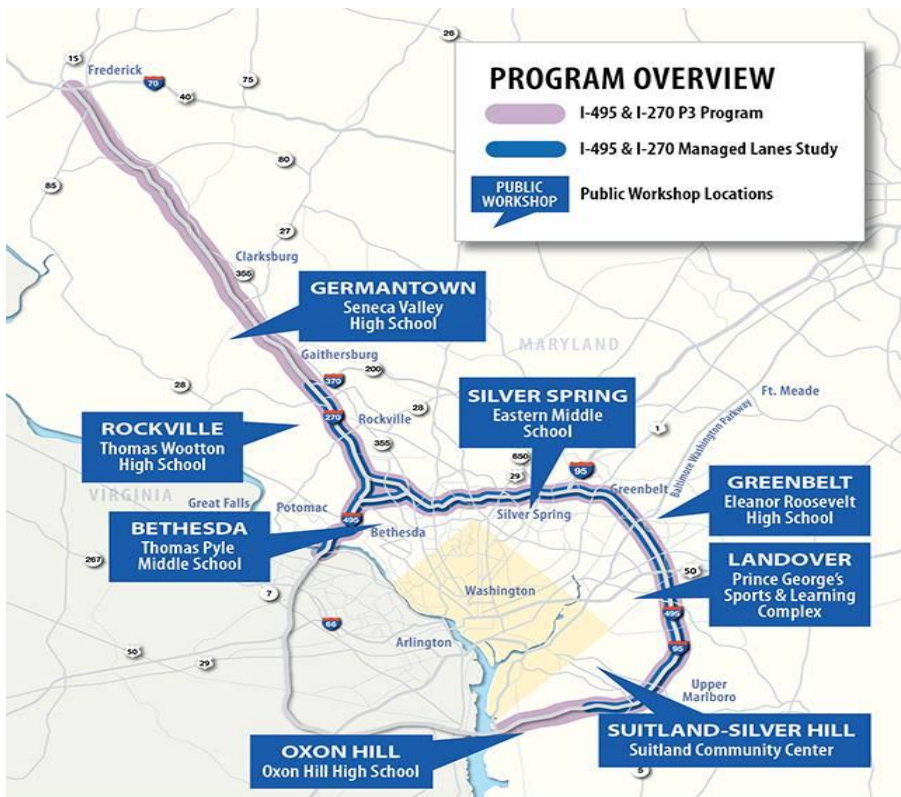 PROGRAM OVERVIEW
I-495 & I-270 P3 Program
I-495 & I-270 Managed Lanes Study
PUBLIC
WORKSHOP
Public Workshop Locations
26
15
Frederick
70
75
40
80
85
27
Clarksburg
355
GERMANTOWN
Seneca Valley
High School
MARYLAND
Gaithersburg
370
200
28
Ft. Meade
270
Rockville
28
SILVER SPRING
Eastern Middle
School
ROCKVILLE
Thomas Wootton
High School
355
1
Baltimore Washington Parkway
650
29
95
VIRGINIA
Great Falls
Potomac
495
Bethesda
Silver Spring
Greenbelt
GREENBELT
Eleanor Roosevelt
High School
BETHESDA
Thomas Pyle
Middle School
267
7
50
LANDOVER
Prince George's
Sports & Learning
Complex
Washington
495
66
Arlington
95
50
29
Upper
Marlboro
SUITLAND-SILVER HILL
Suitland Community Center
OXON HILL
Oxon Hill High School
5